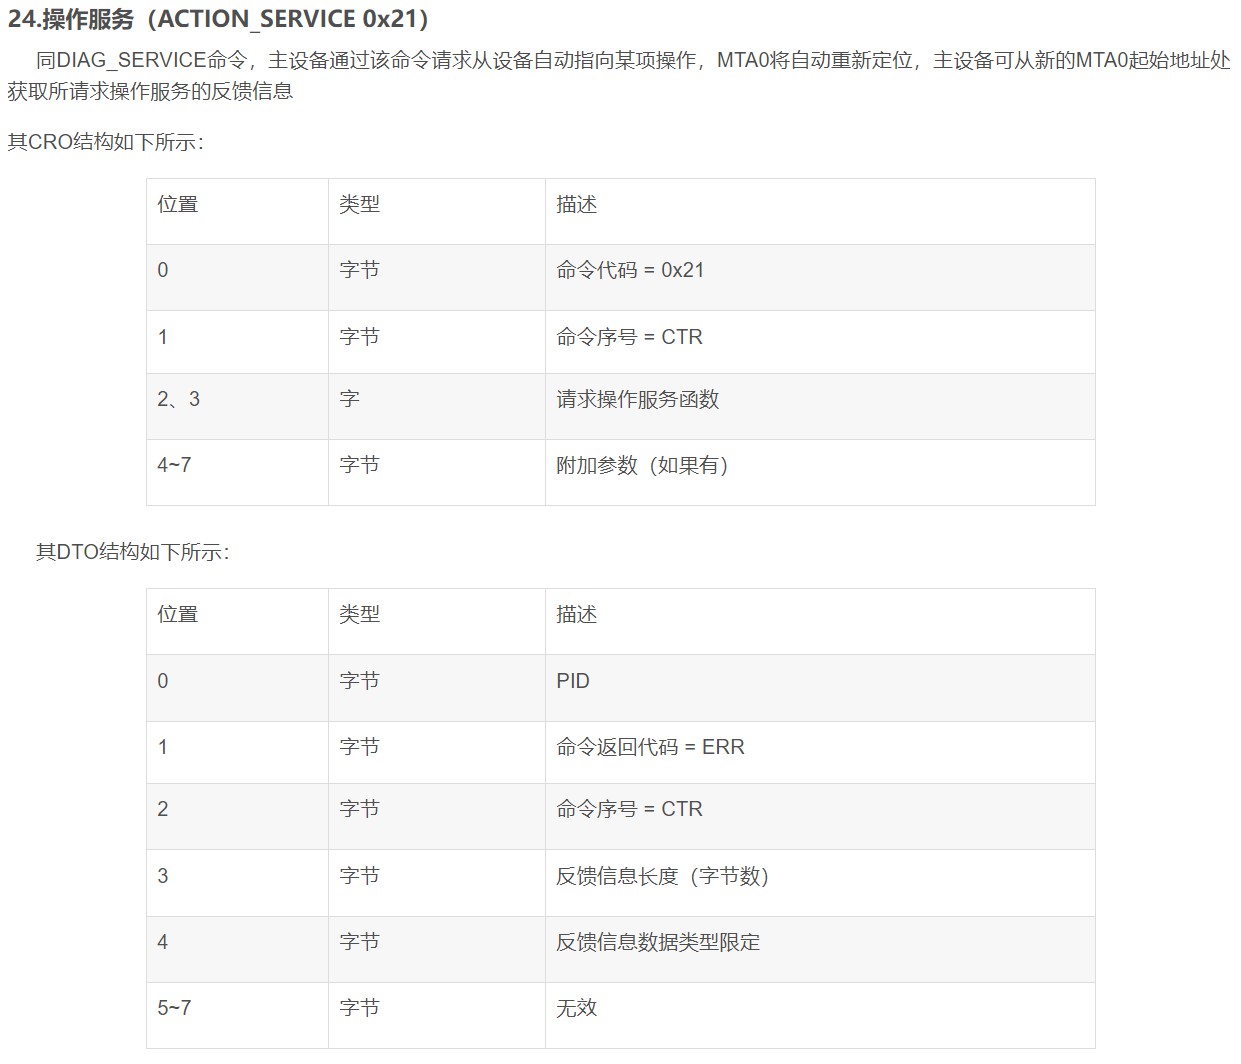 24.操作服务（ACTION_SERVICE 0x21）
同DIAG_SERVICE命令，主设备通过该命令请求从设备自动指向某项操作，MTA0将自动重新定位，主设备可从新的MTA0起始地址处
获取所请求操作服务的反馈信息
其CRO结构如下所示：
位置 类型 描述
0 字节 命令代码 = 0x21
1 字节 命令序号 = CTR
2、3 字 请求操作服务函数
4~7 字节 附加参数（如果有）
其DTO结构如下所示：
位置 类型 描述
0 字节 PID
1 字节 命令返回代码 = ERR
2 字节 命令序号 = CTR
3 字节 反馈信息长度（字节数）
4 字节 反馈信息数据类型限定
5~7 字节 无效